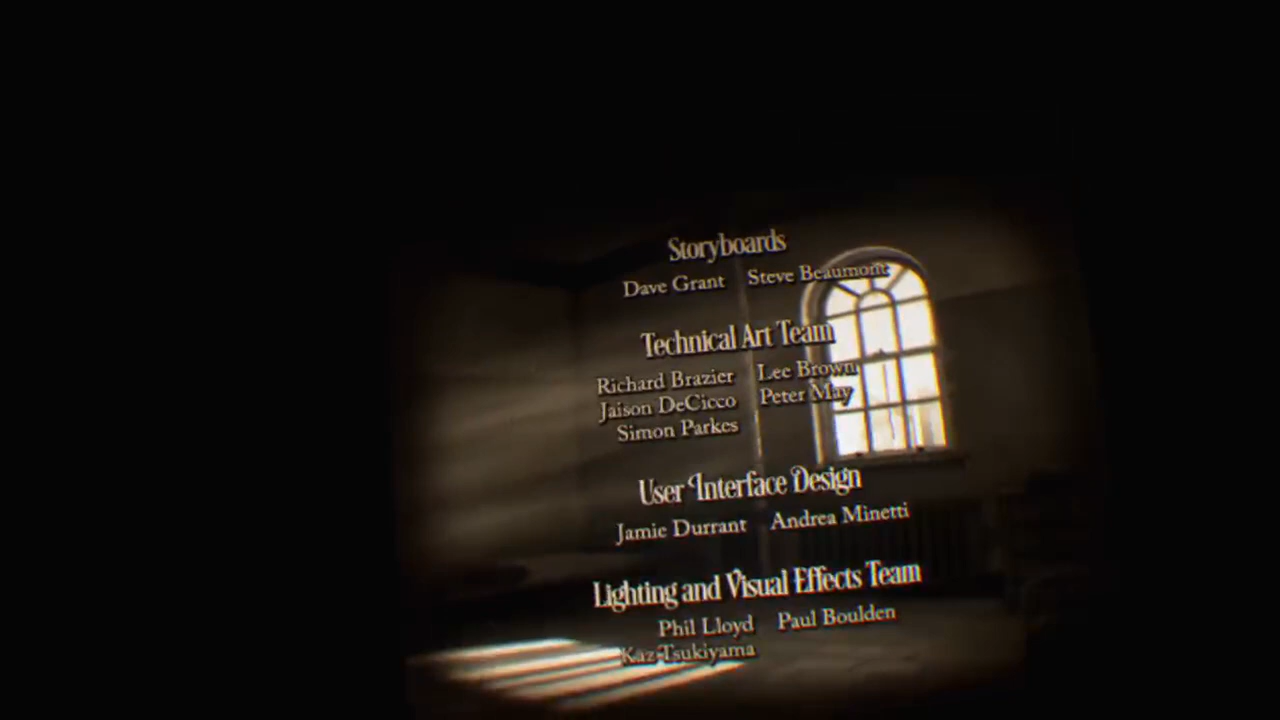 Storyboards
Dave Grant Steve Beaumont
Technical Art Team
Richard Brazier Lee Brown
Jaison DeCicco Peter May
Simon Parkes
User Interface Design
Jamie Durrant Andrea Minetti
Lighting and Visual Effects Team
Phil Lloyd Paul Boulden
Kaz Tsukiyama